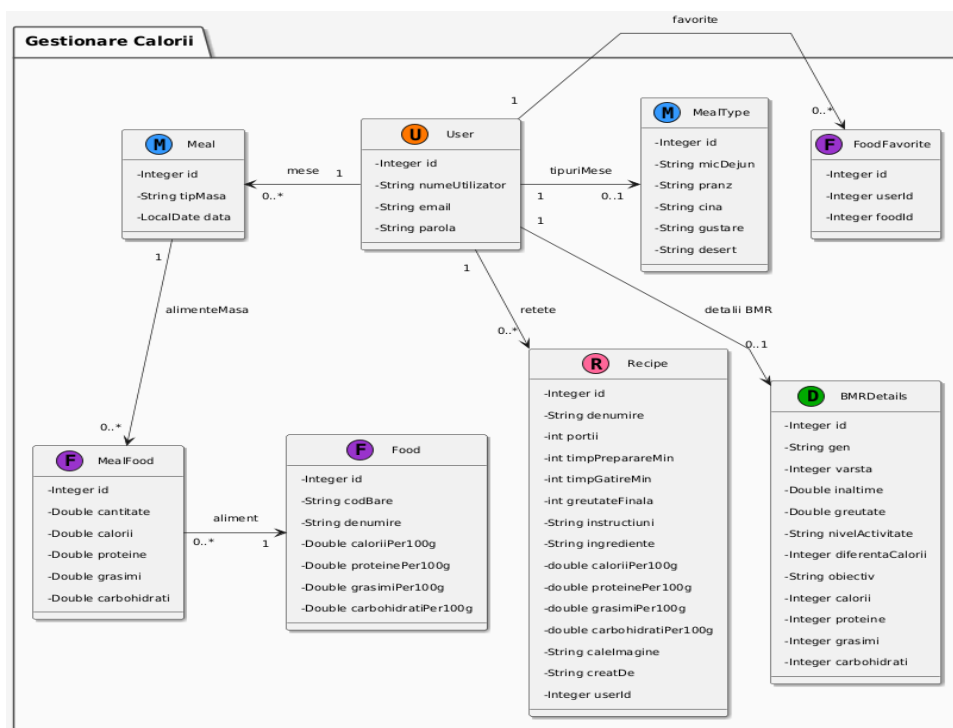 favorite
Gestionare Calorii
1
0..*
M Meal
-Integer id
-String tipMasa
-LocalDate data
mese
1
0..*
U User
-Integer id
-String numeUtilizator
-String email
-String parola
tipuriMese
1
0..1
M MealType
-Integer id
-String micDejun
-String pranz
-String cina
-String gustare
-String desert
F FoodFavorite
-Integer id
-Integer userId
-Integer foodId
1
alimenteMasa
0..*
1
retete
0..*
1
detalii BMR
0..1
F MealFood
-Integer id
-Double cantitate
-Double calorii
-Double proteine
-Double grasimi
-Double carbohidrati
aliment
0..*
1
F Food
-Integer id
-String codBare
-String denumire
-Double caloriiPer100g
-Double proteinePer100g
-Double grasimiPer100g
-Double carbohidratiPer100g
R Recipe
-Integer id
-String denumire
-int portii
-int timpPreparareMin
-int timpGatireMin
-int greutateFinala
-String instructiuni
-String ingrediente
-double caloriiPer100g
-double proteinePer100g
-double grasimiPer100g
-double carbohidratiPer100g
-String caleImagine
-String creatDe
-Integer userId
D BMRDetails
-Integer id
-String gen
-Integer varsta
-Double inaltime
-Double greutate
-String nivelActivitate
-Integer diferentaCalorii
-String obiectiv
-Integer calorii
-Integer proteine
-Integer grasimi
-Integer carbohidrati